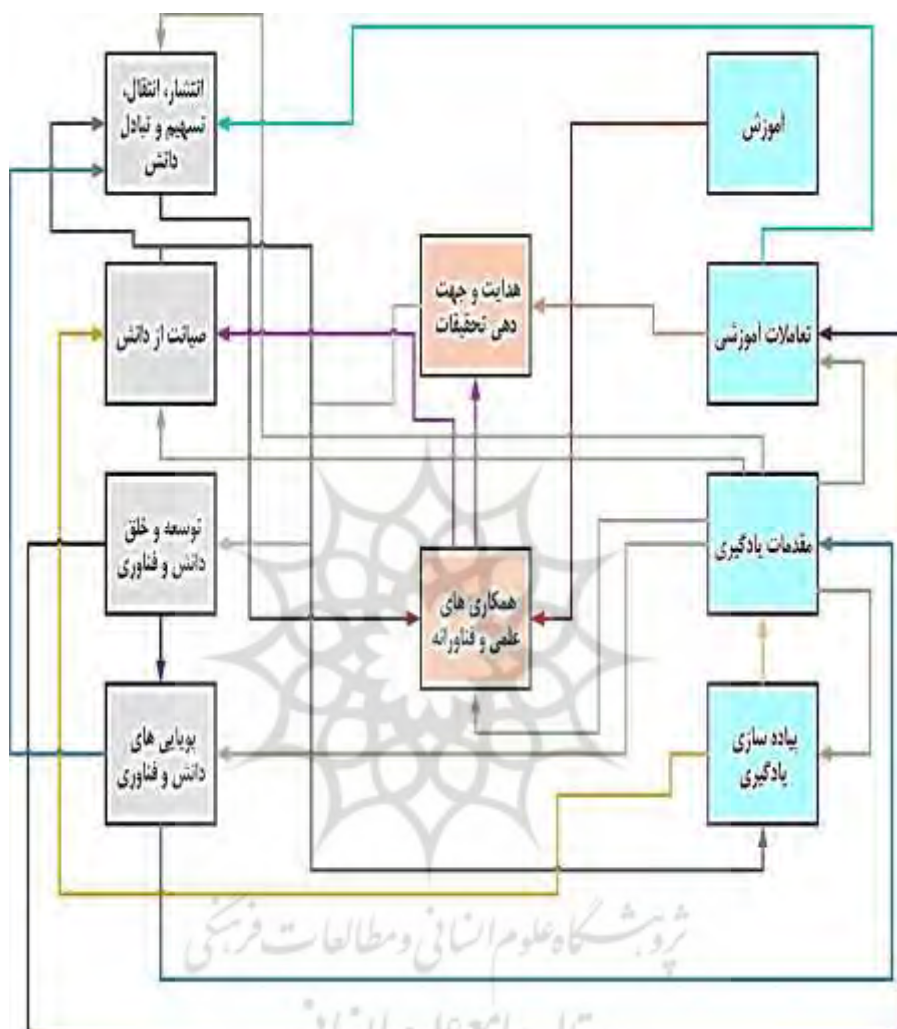 آموزش
انتشار، انتقال،
تسهیم و تبادل
دانش
تعاملات آموزشی
هدایت و جهت
دهی تحقیقات
صیانت از دانش
مقدمات یادگیری
توسعه و خلق
دانش و فناوری
همکاری های
علمی و فناورانه
پیاده سازی
یادگیری
پویایی های
دانش و فناوری
پژوهشگاه علوم انسانی و مطالعات فرهنگی